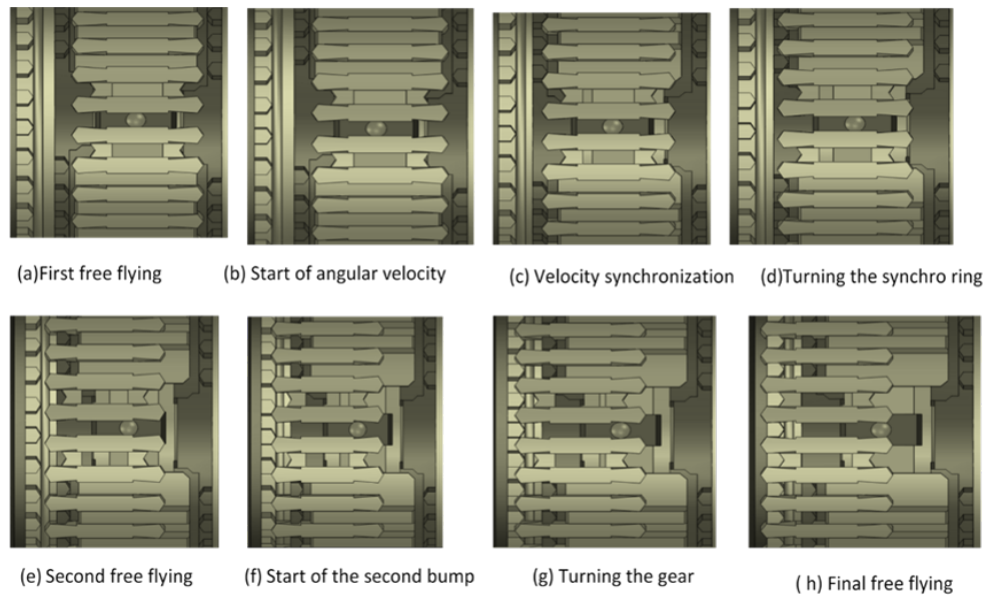 (a)First free flying
(b) Start of angular velocity
(c) Velocity synchronization
(d)Turning the synchro ring
(e) Second free flying
(f) Start of the second bump
(g) Turning the gear
( h) Final free flying